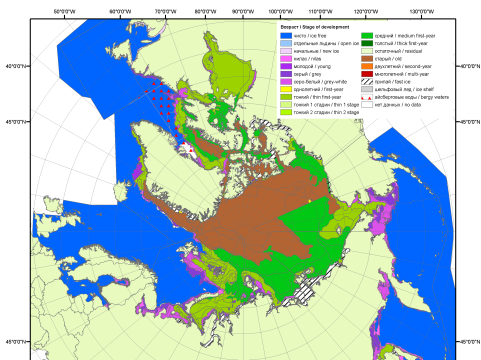 50°0'0"W 60°0'0"W 70°0'0"W 80°0'0"W 90°0'0"W 100°0'0"W 110°0'0"W 120°0'0"W
Возраст / Stage of development
чисто / ice free
отдельные льдины / open ice
начальные / new ice
нилас / nilas
молодой / young
серый / grey
серо-белый / grey-white
однолетний / first-year
тонкий / thin first-year
тонкий 1 стадии / thin 1 stage
тонкий 2 стадии / thin 2 stage
средний / medium first-year
толстый / thick first-year
остаточный / residual
старый / old
двухлетний / second-year
многолетний / multi-year
припай / fast ice
шельфовый лед / ice shelf
айсберговые воды / bergy waters
нет данных / no data
45°0'0"N
45°0'0"N
45°0'0"N
45°0'0"N